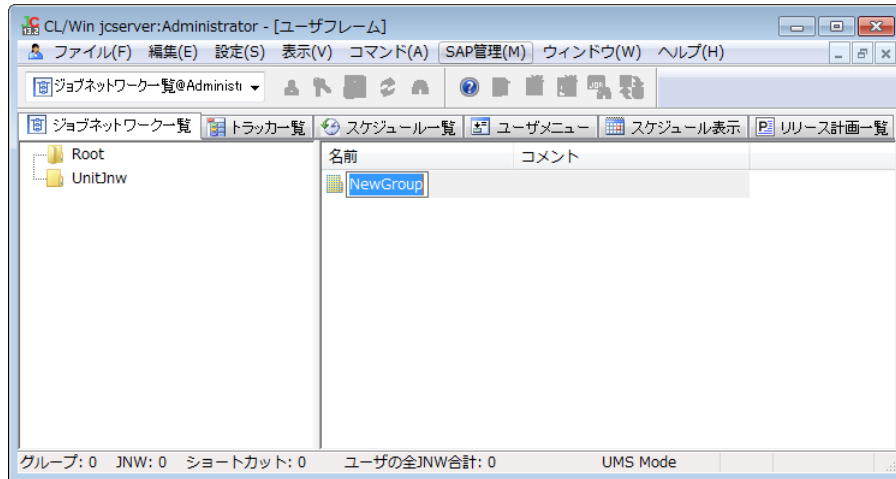 CL/Win jcserver:Administrator - [ユーザフレーム]
ファイル(F) 編集(E) 設定(S) 表示(V) コマンド(A) SAP管理(M) ウィンドウ(W) ヘルプ(H)
ジョブネットワーク一覧@Administr
ジョブネットワーク一覧 トラッカ一覧 スケジュール一覧 ユーザメニュー スケジュール表示 リリース計画一覧
Root
UnitJnw
名前 コメント
NewGroup
グループ: 0 JNW: 0 ショートカット: 0 ユーザの全JNW合計: 0 UMS Mode